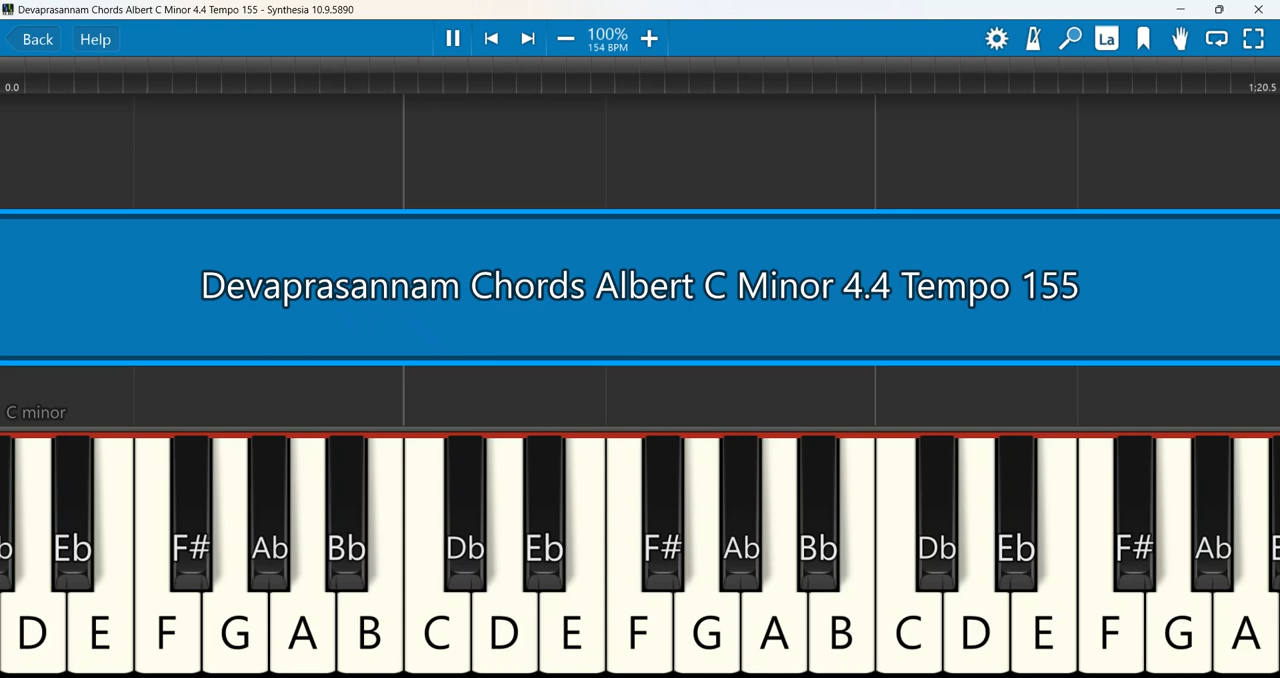 Devaprasannam Chords Albert C Minor 4.4 Tempo 155 - Synthesia 10.9.5890
Back Help 100% La
154 BPM
0.0 1:20.5
Devaprasannam Chords Albert C Minor 4.4 Tempo 155
C minor
b Eb F# Ab Bb Db Eb F# Ab Bb Db Eb F# Ab E
D E F G A B C D E F G A B C D E F G A